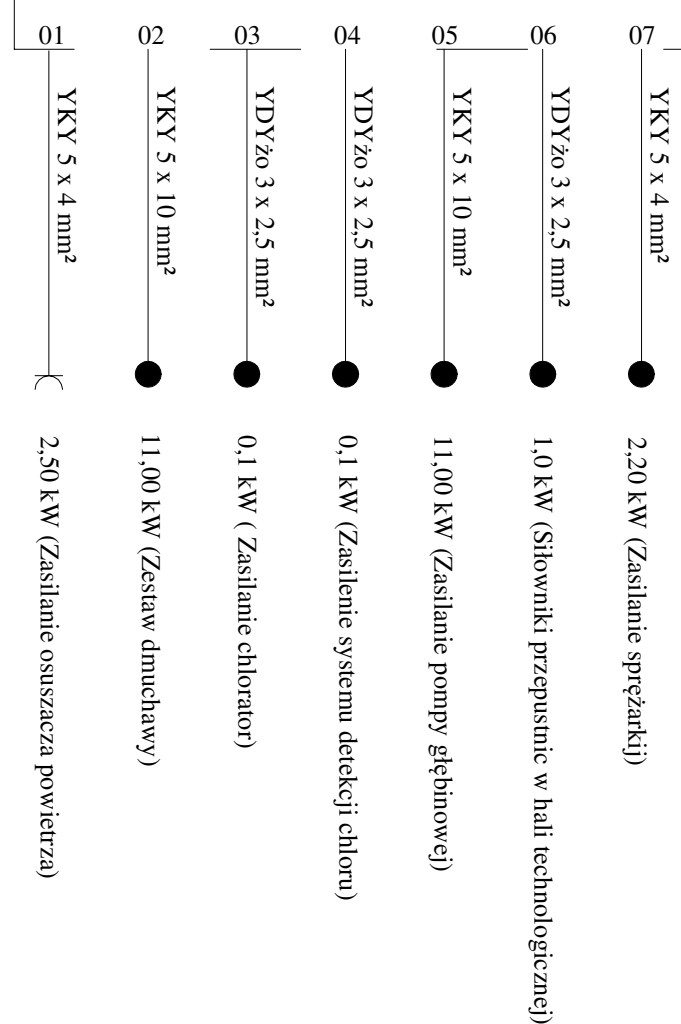 01
02
03
04
05
06
07
YKY 5 x 4 mm²
YKY 5 x 10 mm²
YDYżo 3 x 2,5 mm²
YDYżo 3 x 2,5 mm²
YKY 5 x 10 mm²
YDYżo 3 x 2,5 mm²
YKY 5 x 4 mm²
2,50 kW (Zasilanie osuszacza powietrza)
11,00 kW (Zestaw dmuchawy)
0,1 kW ( Zasilanie chlorator)
0,1 kW (Zasilenie systemu detekcji chloru)
11,00 kW (Zasilanie pompy głębinowej)
1,0 kW (Siłowniki przepustnic w hali technologicznej)
2,20 kW (Zasilanie sprężarkij)